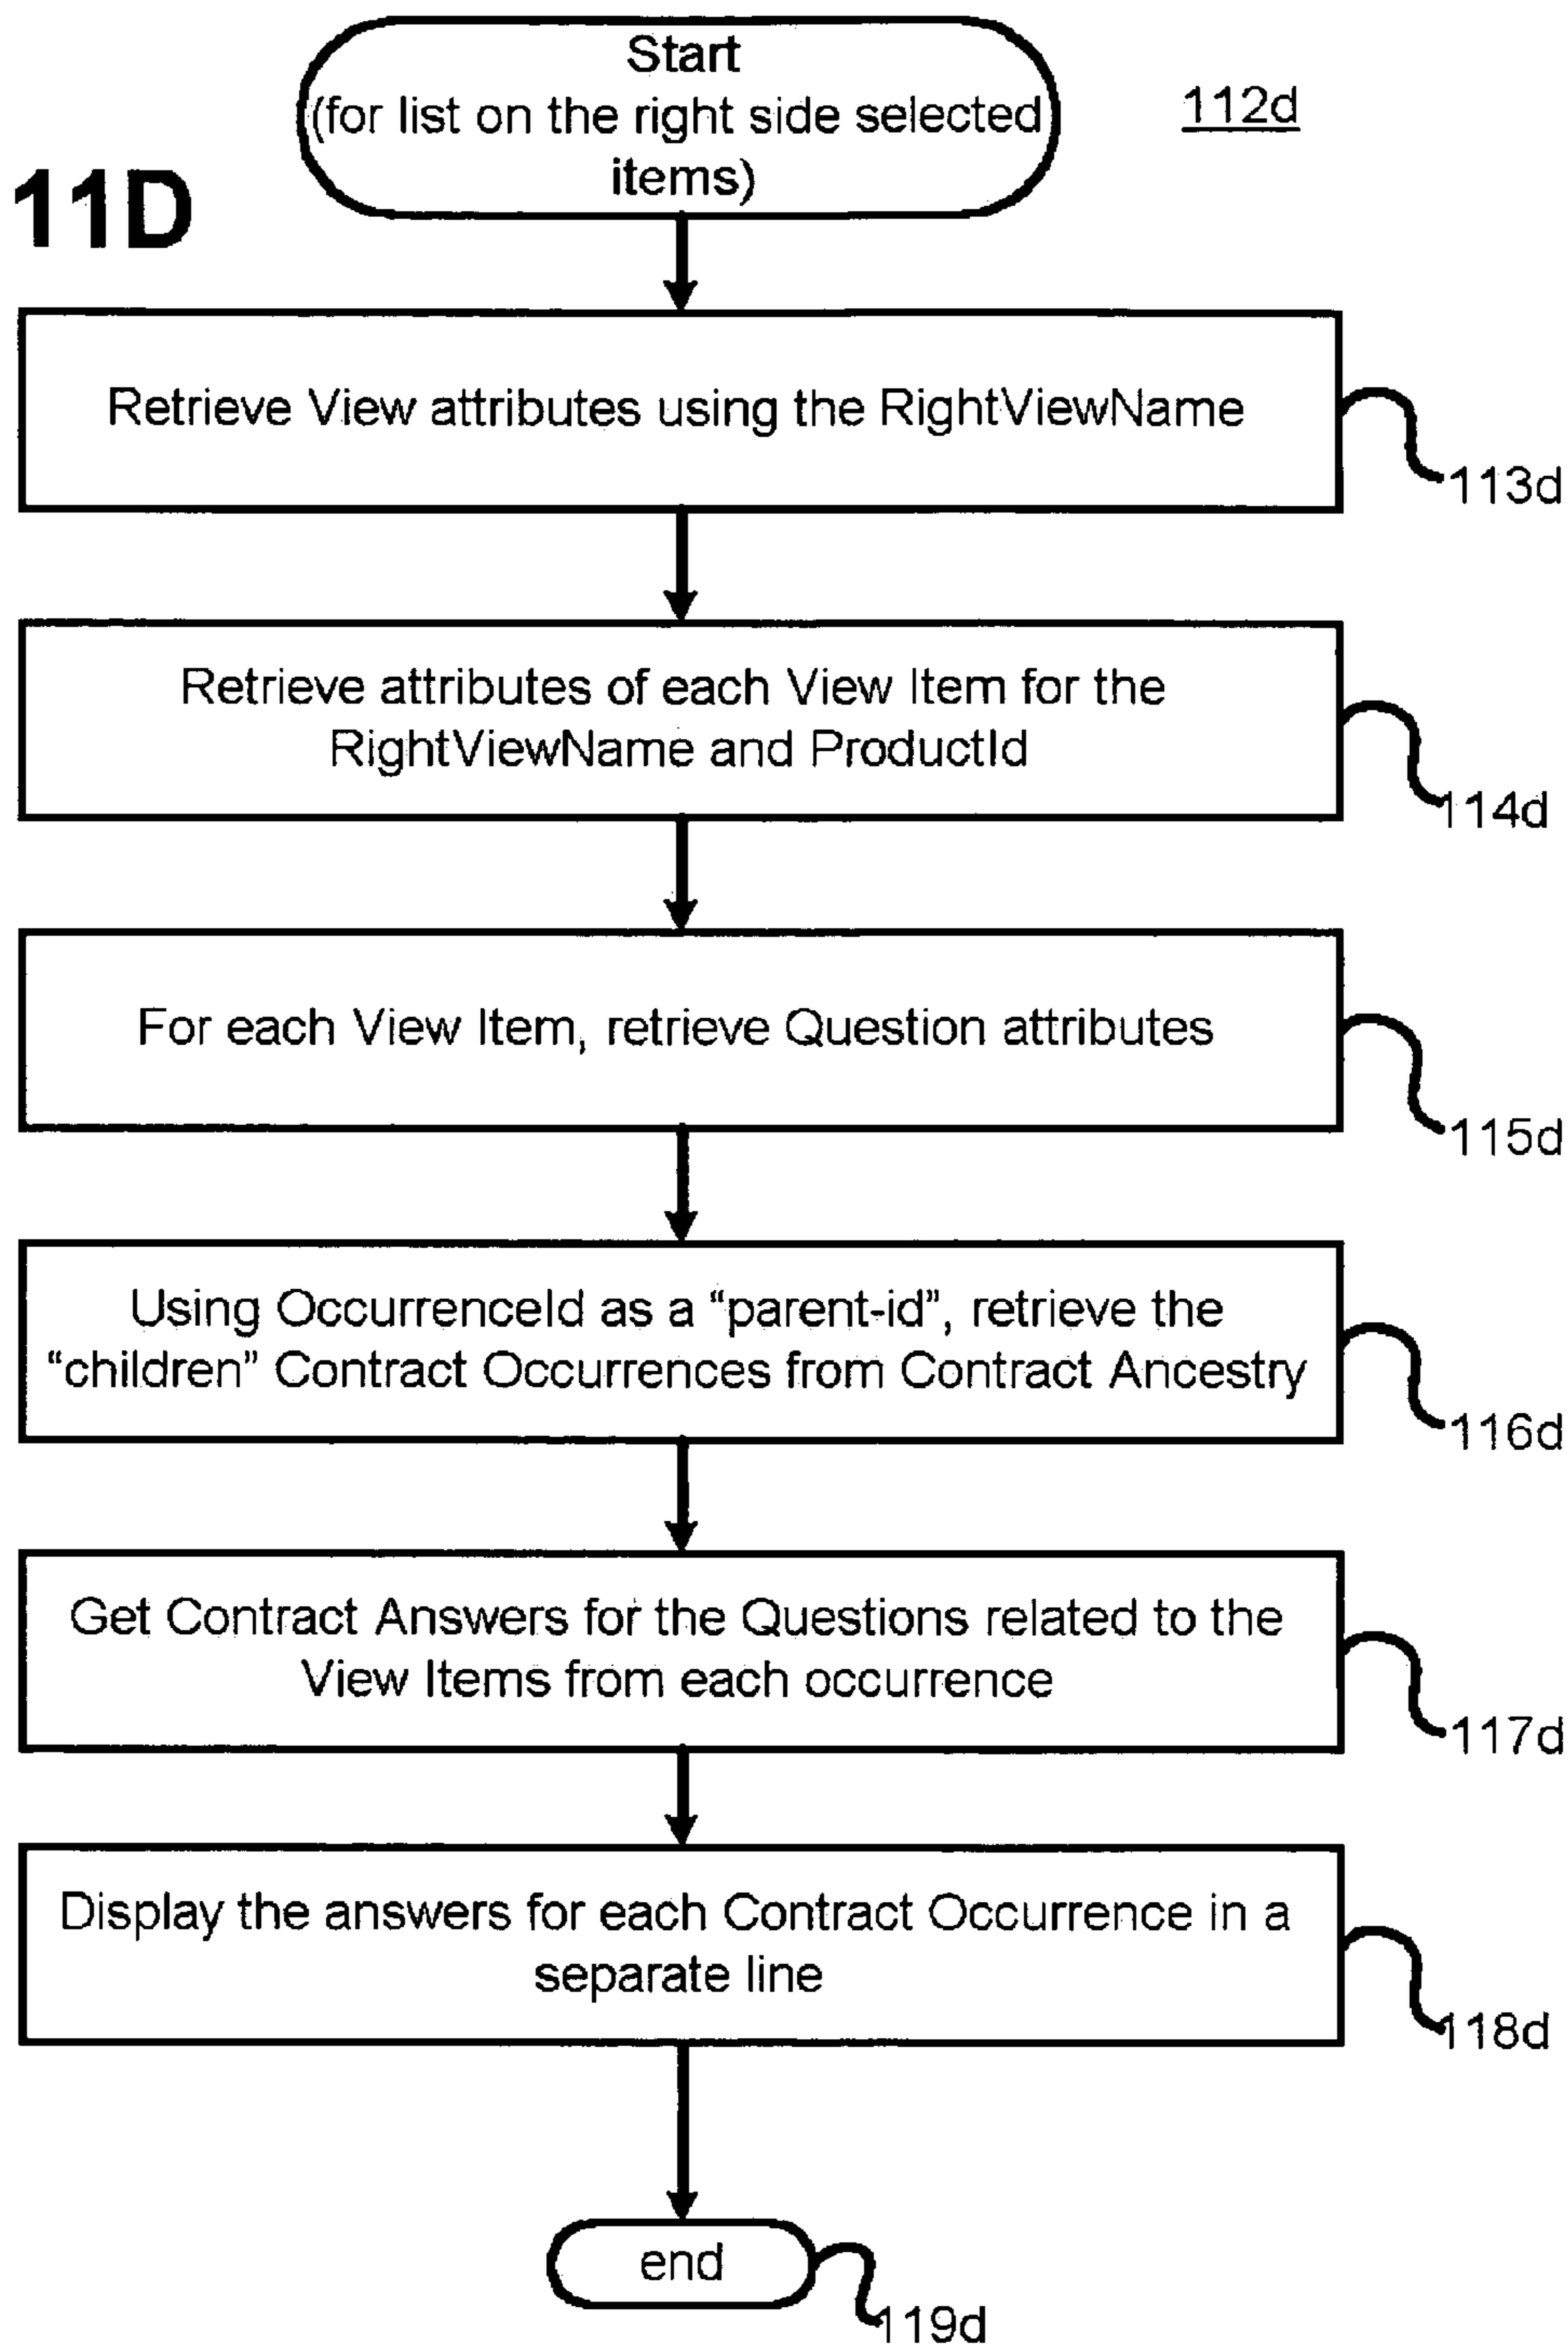 Start
(for list on the right side selected
items)
112d
11D
Retrieve View attributes using the RightViewName
113d
Retrieve attributes of each View Item for the
RightViewName and ProductId
114d
For each View Item, retrieve Question attributes
115d
Using OccurrenceId as a “parent-id”, retrieve the
“children” Contract Occurrences from Contract Ancestry
116d
Get Contract Answers for the Questions related to the
View Items from each occurrence
117d
Display the answers for each Contract Occurrence in a
separate line
118d
end
119d